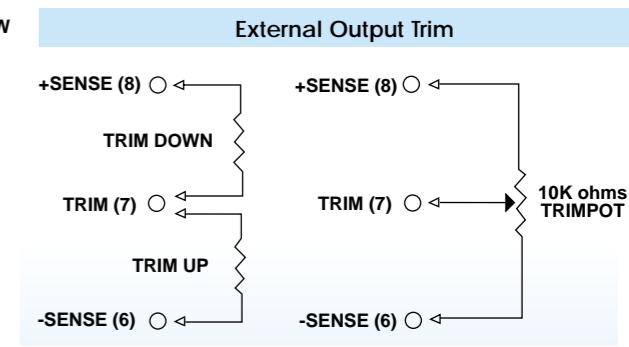 External Output Trim
+SENSE (8)
TRIM DOWN
TRIM (7)
TRIM UP
-SENSE (6)
+SENSE (8)
TRIM (7)
10K ohms
TRIMPOT
-SENSE (6)